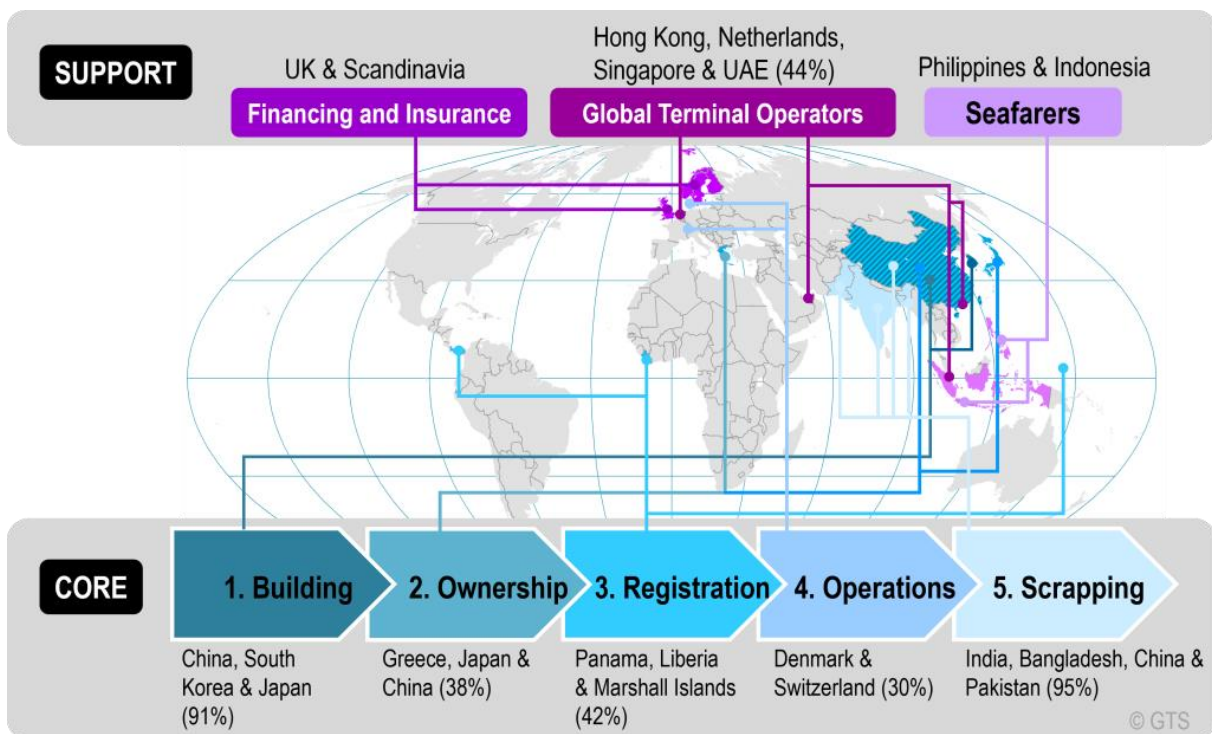 SUPPORT
UK & Scandinavia
Financing and Insurance
Hong Kong, Netherlands,
Singapore & UAE (44%)
Global Terminal Operators
Philippines & Indonesia
Seafarers
CORE
1. Building
2. Ownership
3. Registration
4. Operations
5. Scrapping
China, South
Korea & Japan
(91%)
Greece, Japan &
China (38%)
Panama, Liberia
& Marshall Islands
(42%)
Denmark &
Switzerland (30%)
India, Bangladesh, China &
Pakistan (95%)
© GTS